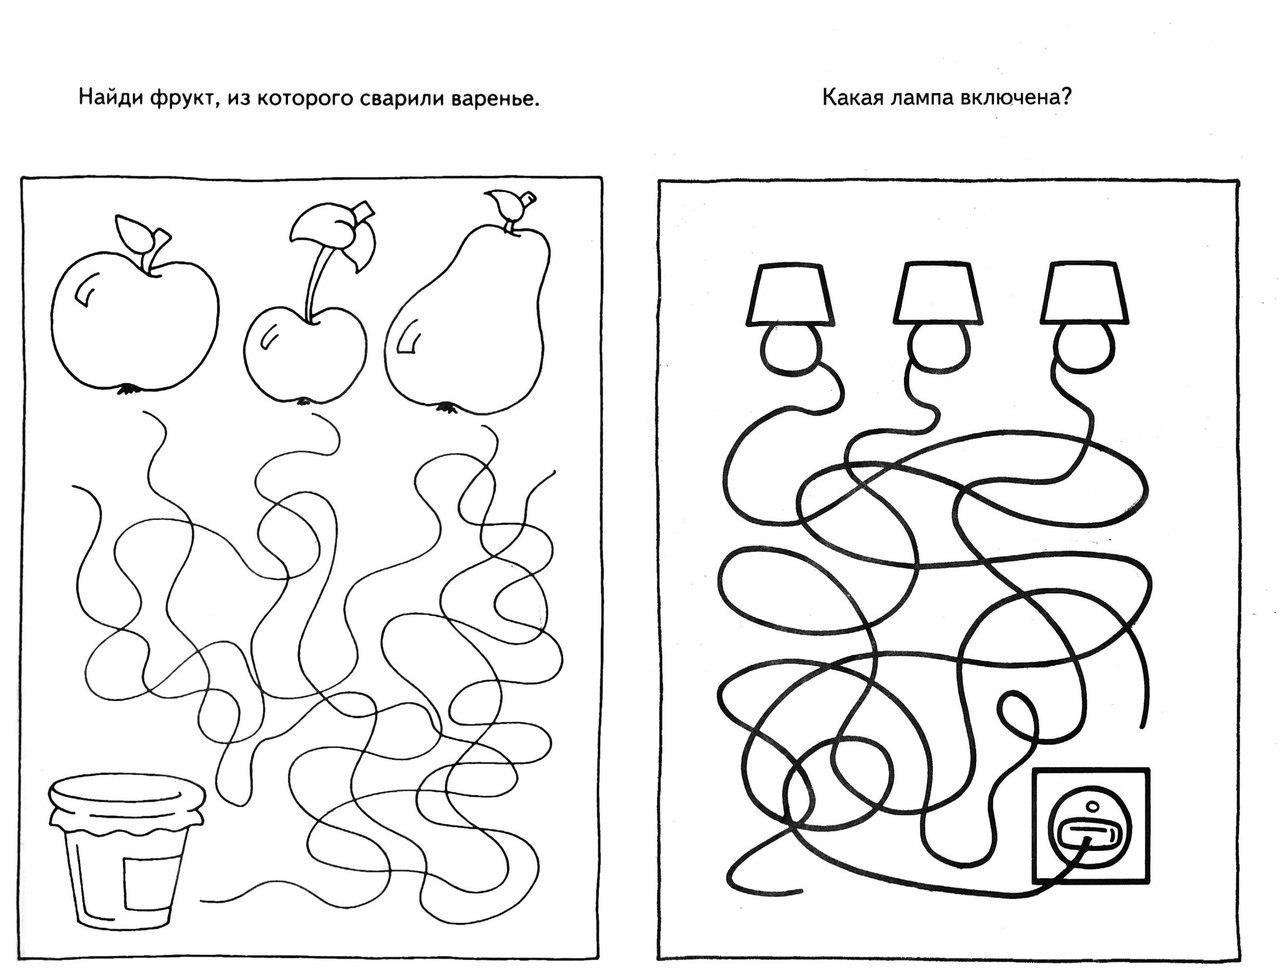 Найди фрукт, из которого сварили варенье.
Какая лампа включена?